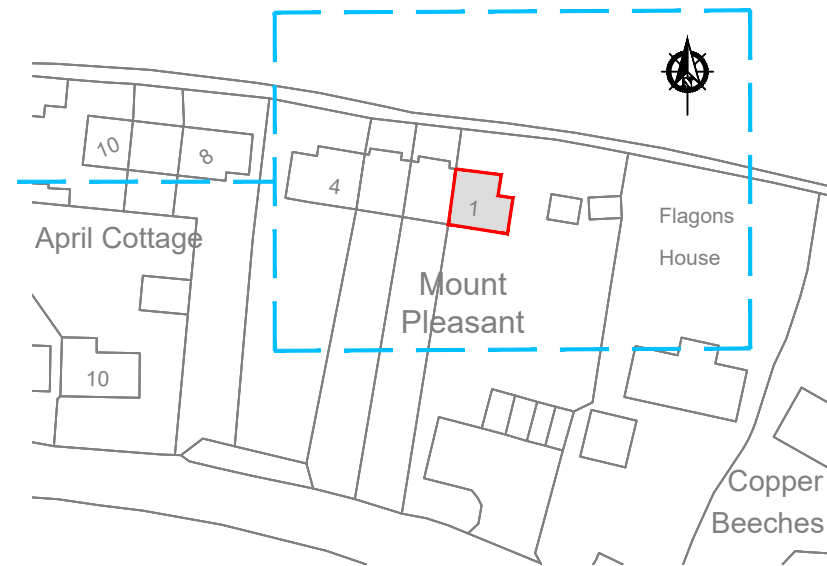 10
8
4
1
April Cottage
Flagons
House
Mount
Pleasant
10
Copper
Beeches